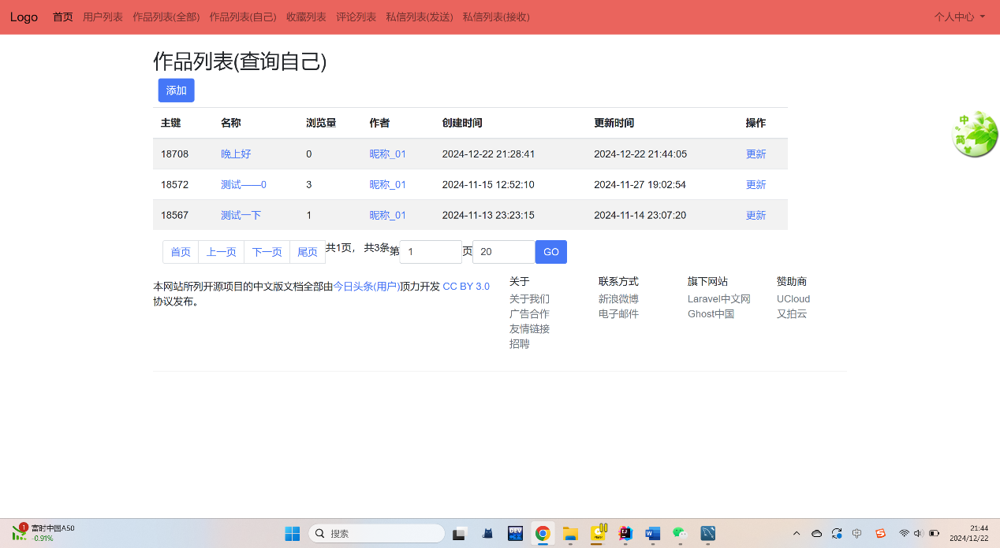 Logo 首页 用户列表 作品列表(全部) 作品列表(自己) 收藏列表 评论列表 私信列表(发送) 私信列表(接收) 个人中心
作品列表(查询自己)
添加
主键 名称 浏览量 作者 创建时间 更新时间 操作
18708 晚上好 0 昵称_01 2024-12-22 21:28:41 2024-12-22 21:44:05 更新
18572 测试——0 3 昵称_01 2024-11-15 12:52:10 2024-11-27 19:02:54 更新
18567 测试一下 1 昵称_01 2024-11-13 23:23:15 2024-11-14 23:07:20 更新
首页 上一页 下一页 尾页 共1页， 共3条第 1 页 20 GO
本网站所列开源项目的中文版文档全部由今日头条(用户)顶力开发 CC BY 3.0
协议发布。
关于
关于我们
广告合作
友情链接
招聘
联系方式
新浪微博
电子邮件
旗下网站
Laravel中文网
Ghost中国
赞助商
UCloud
又拍云
中
简
1
富时中国A50
-0.91%
搜索
DEV
中
21:44
2024/12/22